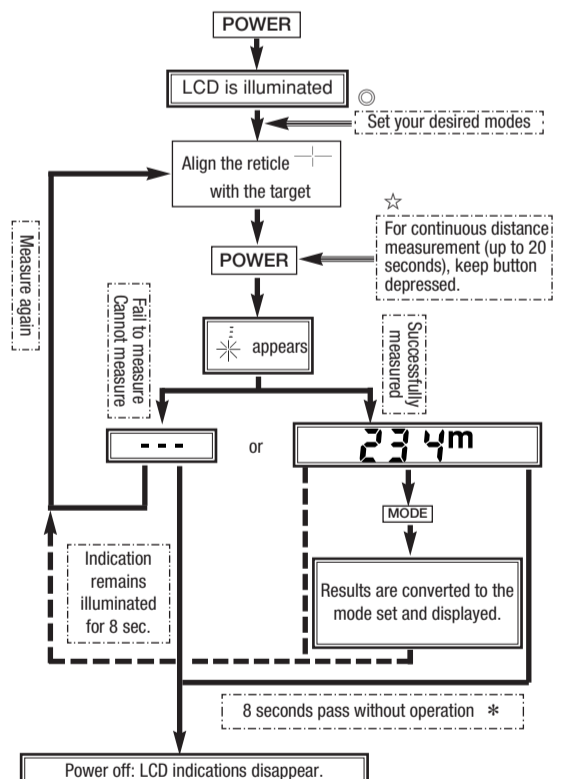 POWER
LCD is illuminated
◎
Set your desired modes
Align the reticle
with the target
Measure again
☆
For continuous distance
measurement (up to 20
seconds), keep button
depressed.
POWER
appears
Fail to measure
Cannot measure
Successfully
measured
---
or
234m
MODE
Indication
remains
illuminated
for 8 sec.
Results are converted to the
mode set and displayed.
8 seconds pass without operation *
Power off: LCD indications disappear.